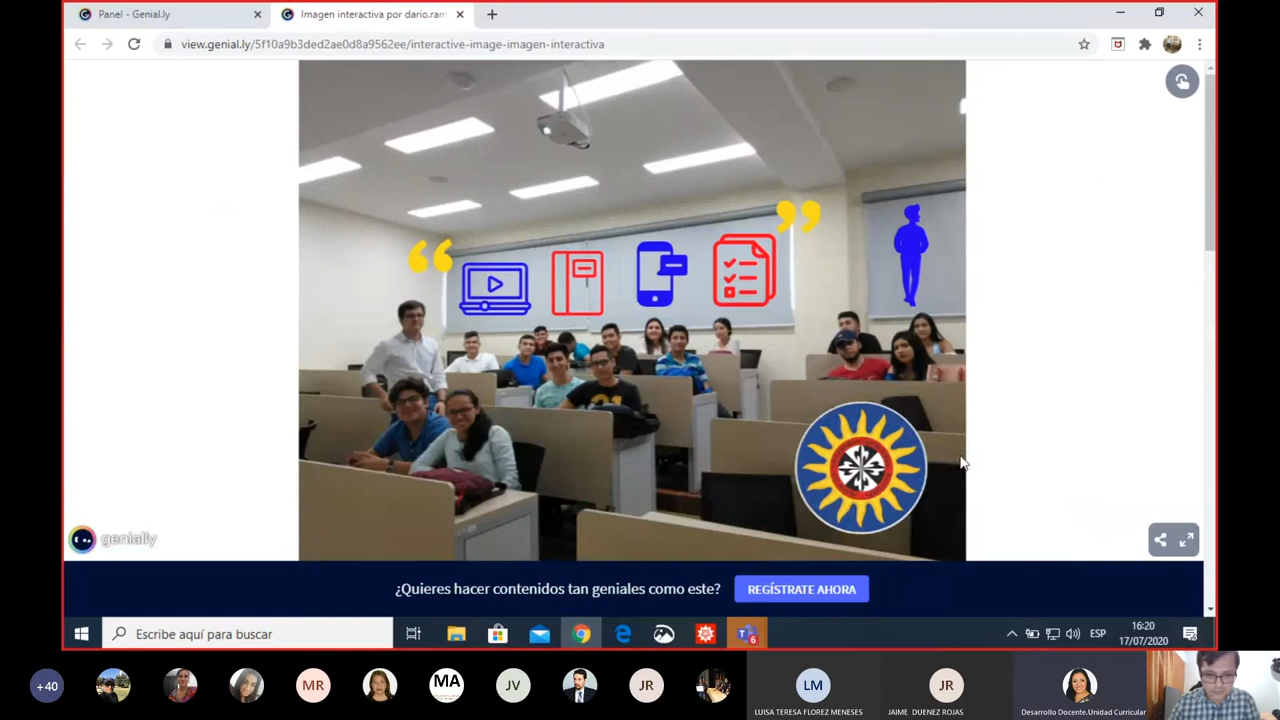 Panel - Genial.ly
Imagen interactiva por dario.ram
view.genial.ly/5f10a9b3ded2ae0d8a9562ee/interactive-image-imagen-interactiva
“
”
genially
¿Quieres hacer contenidos tan geniales como este?
REGÍSTRATE AHORA
Escribe aquí para buscar
6
ESP
16:20
17/07/2020
+40
MR
MA
JV
JR
LM
LUISA TERESA FLOREZ MENESES
JR
JAIME DUENEZ ROJAS
Desarrollo Docente.Unidad Curricular